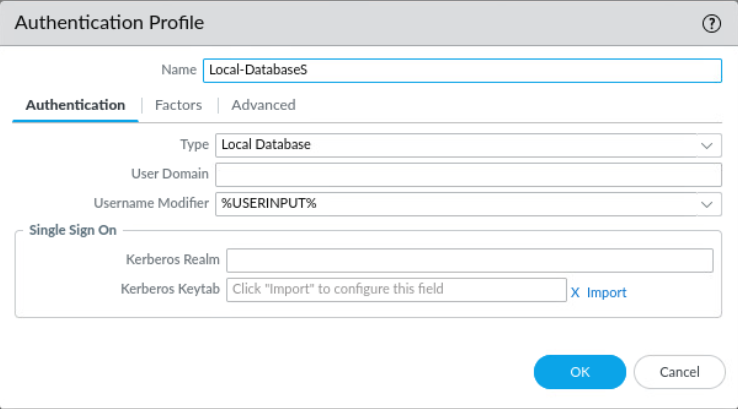 Authentication Profile ?
Name Local-DatabaseS
Authentication Factors Advanced
Type Local Database
User Domain
Username Modifier %USERINPUT%
Single Sign On
Kerberos Realm
Kerberos Keytab Click "Import" to configure this field X Import
OK Cancel